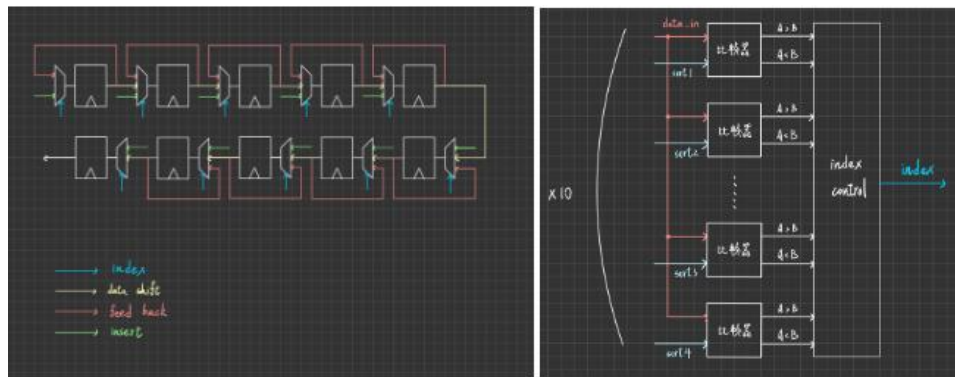 index
data shift
feed back
insert
data_in
比较器
A>B
A<B
sort1
比较器
A>B
A<B
sort2
index
control
index
x10
比较器
A>B
A<B
sort3
比较器
A>B
A<B
sort4